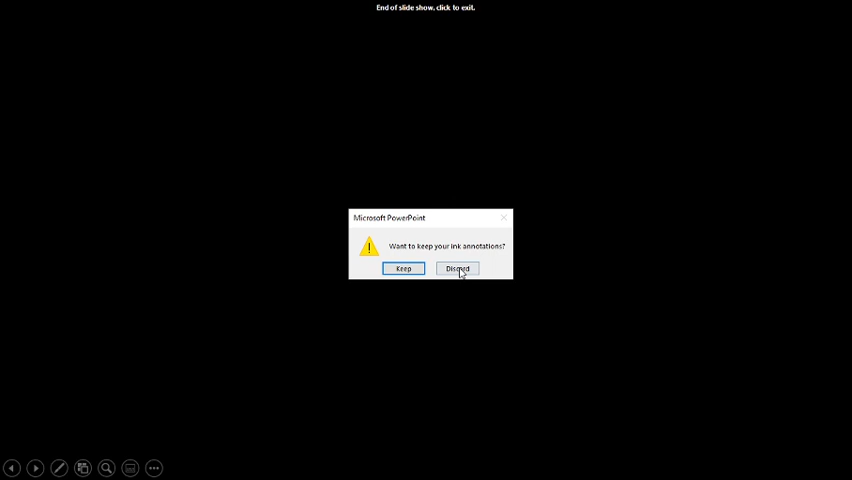 End of slide show, click to exit.
Microsoft PowerPoint
Want to keep your ink annotations?
Keep
Discard